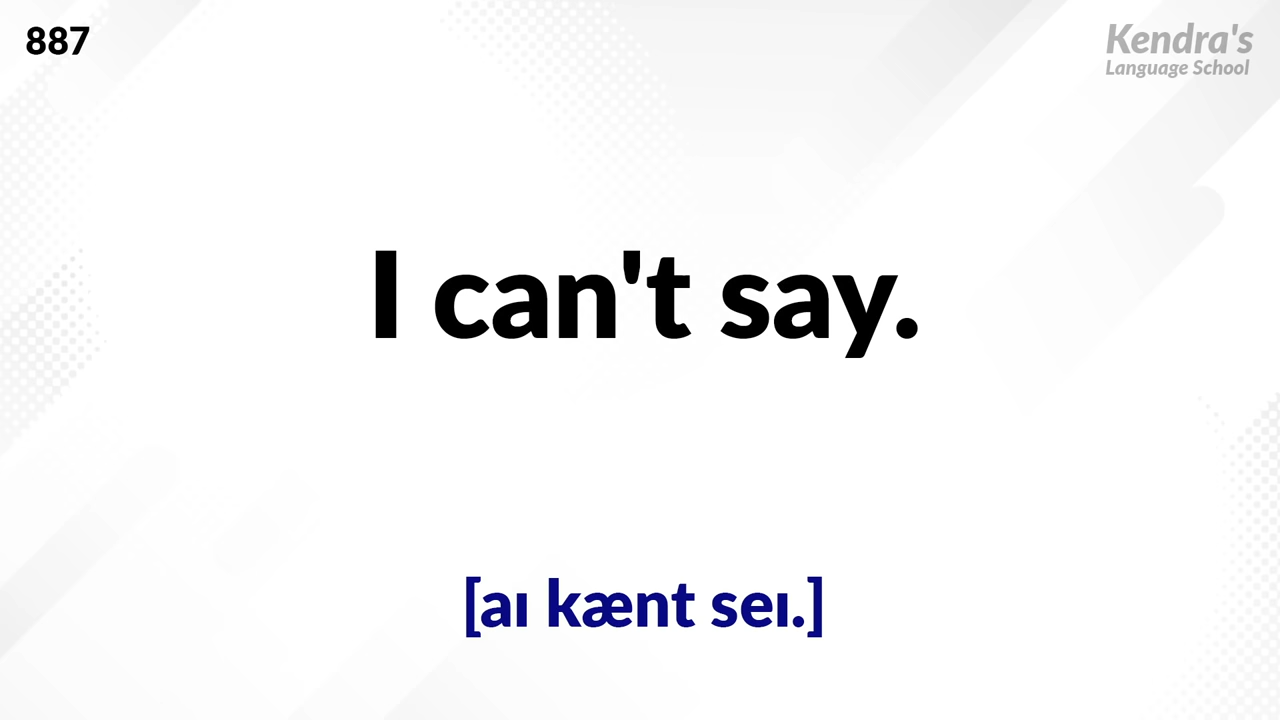 887
Kendra's
Language School
I can't say.
[aɪ kænt seɪ.]